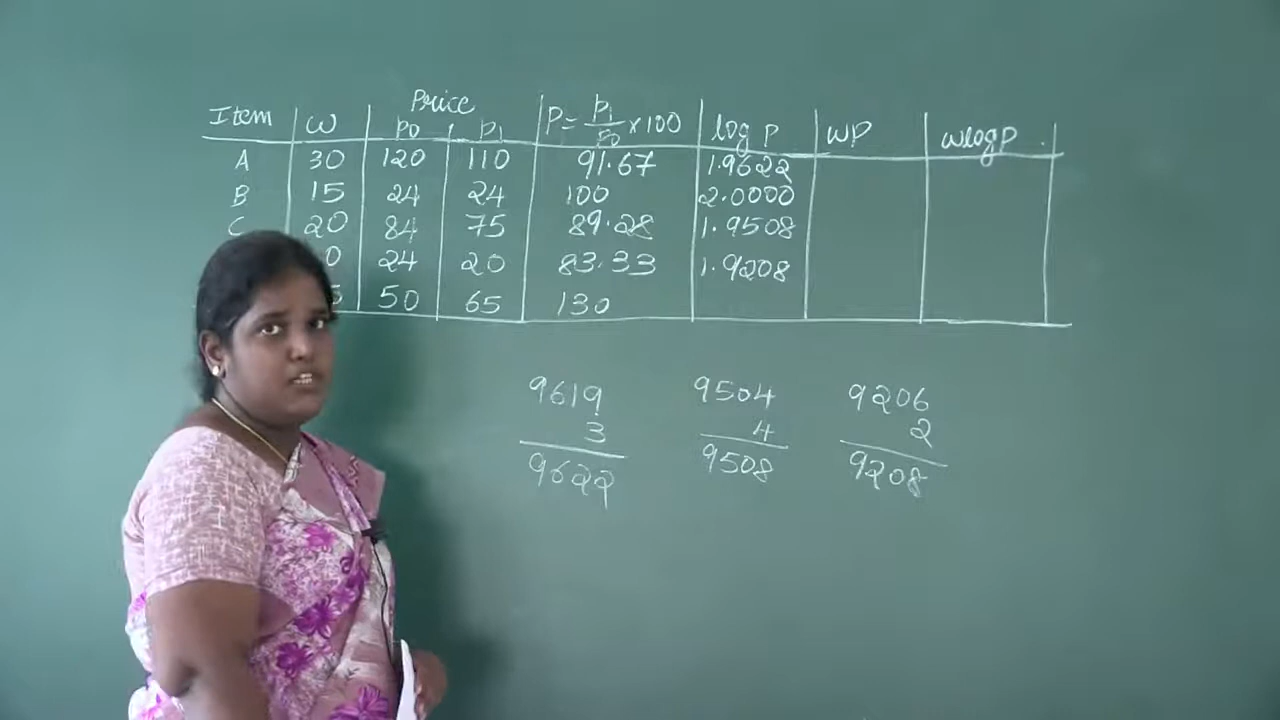 Price
Item W p0 p1 P = p1/p0 × 100 log P WP WlogP
A 30 120 110 91.67 1.9622
B 15 24 24 100 2.0000
C 20 84 75 89.28 1.9508
0 24 20 83.33 1.9208
5 50 65 130
9619 9504 9206
3 4 2
9622 9508 9208